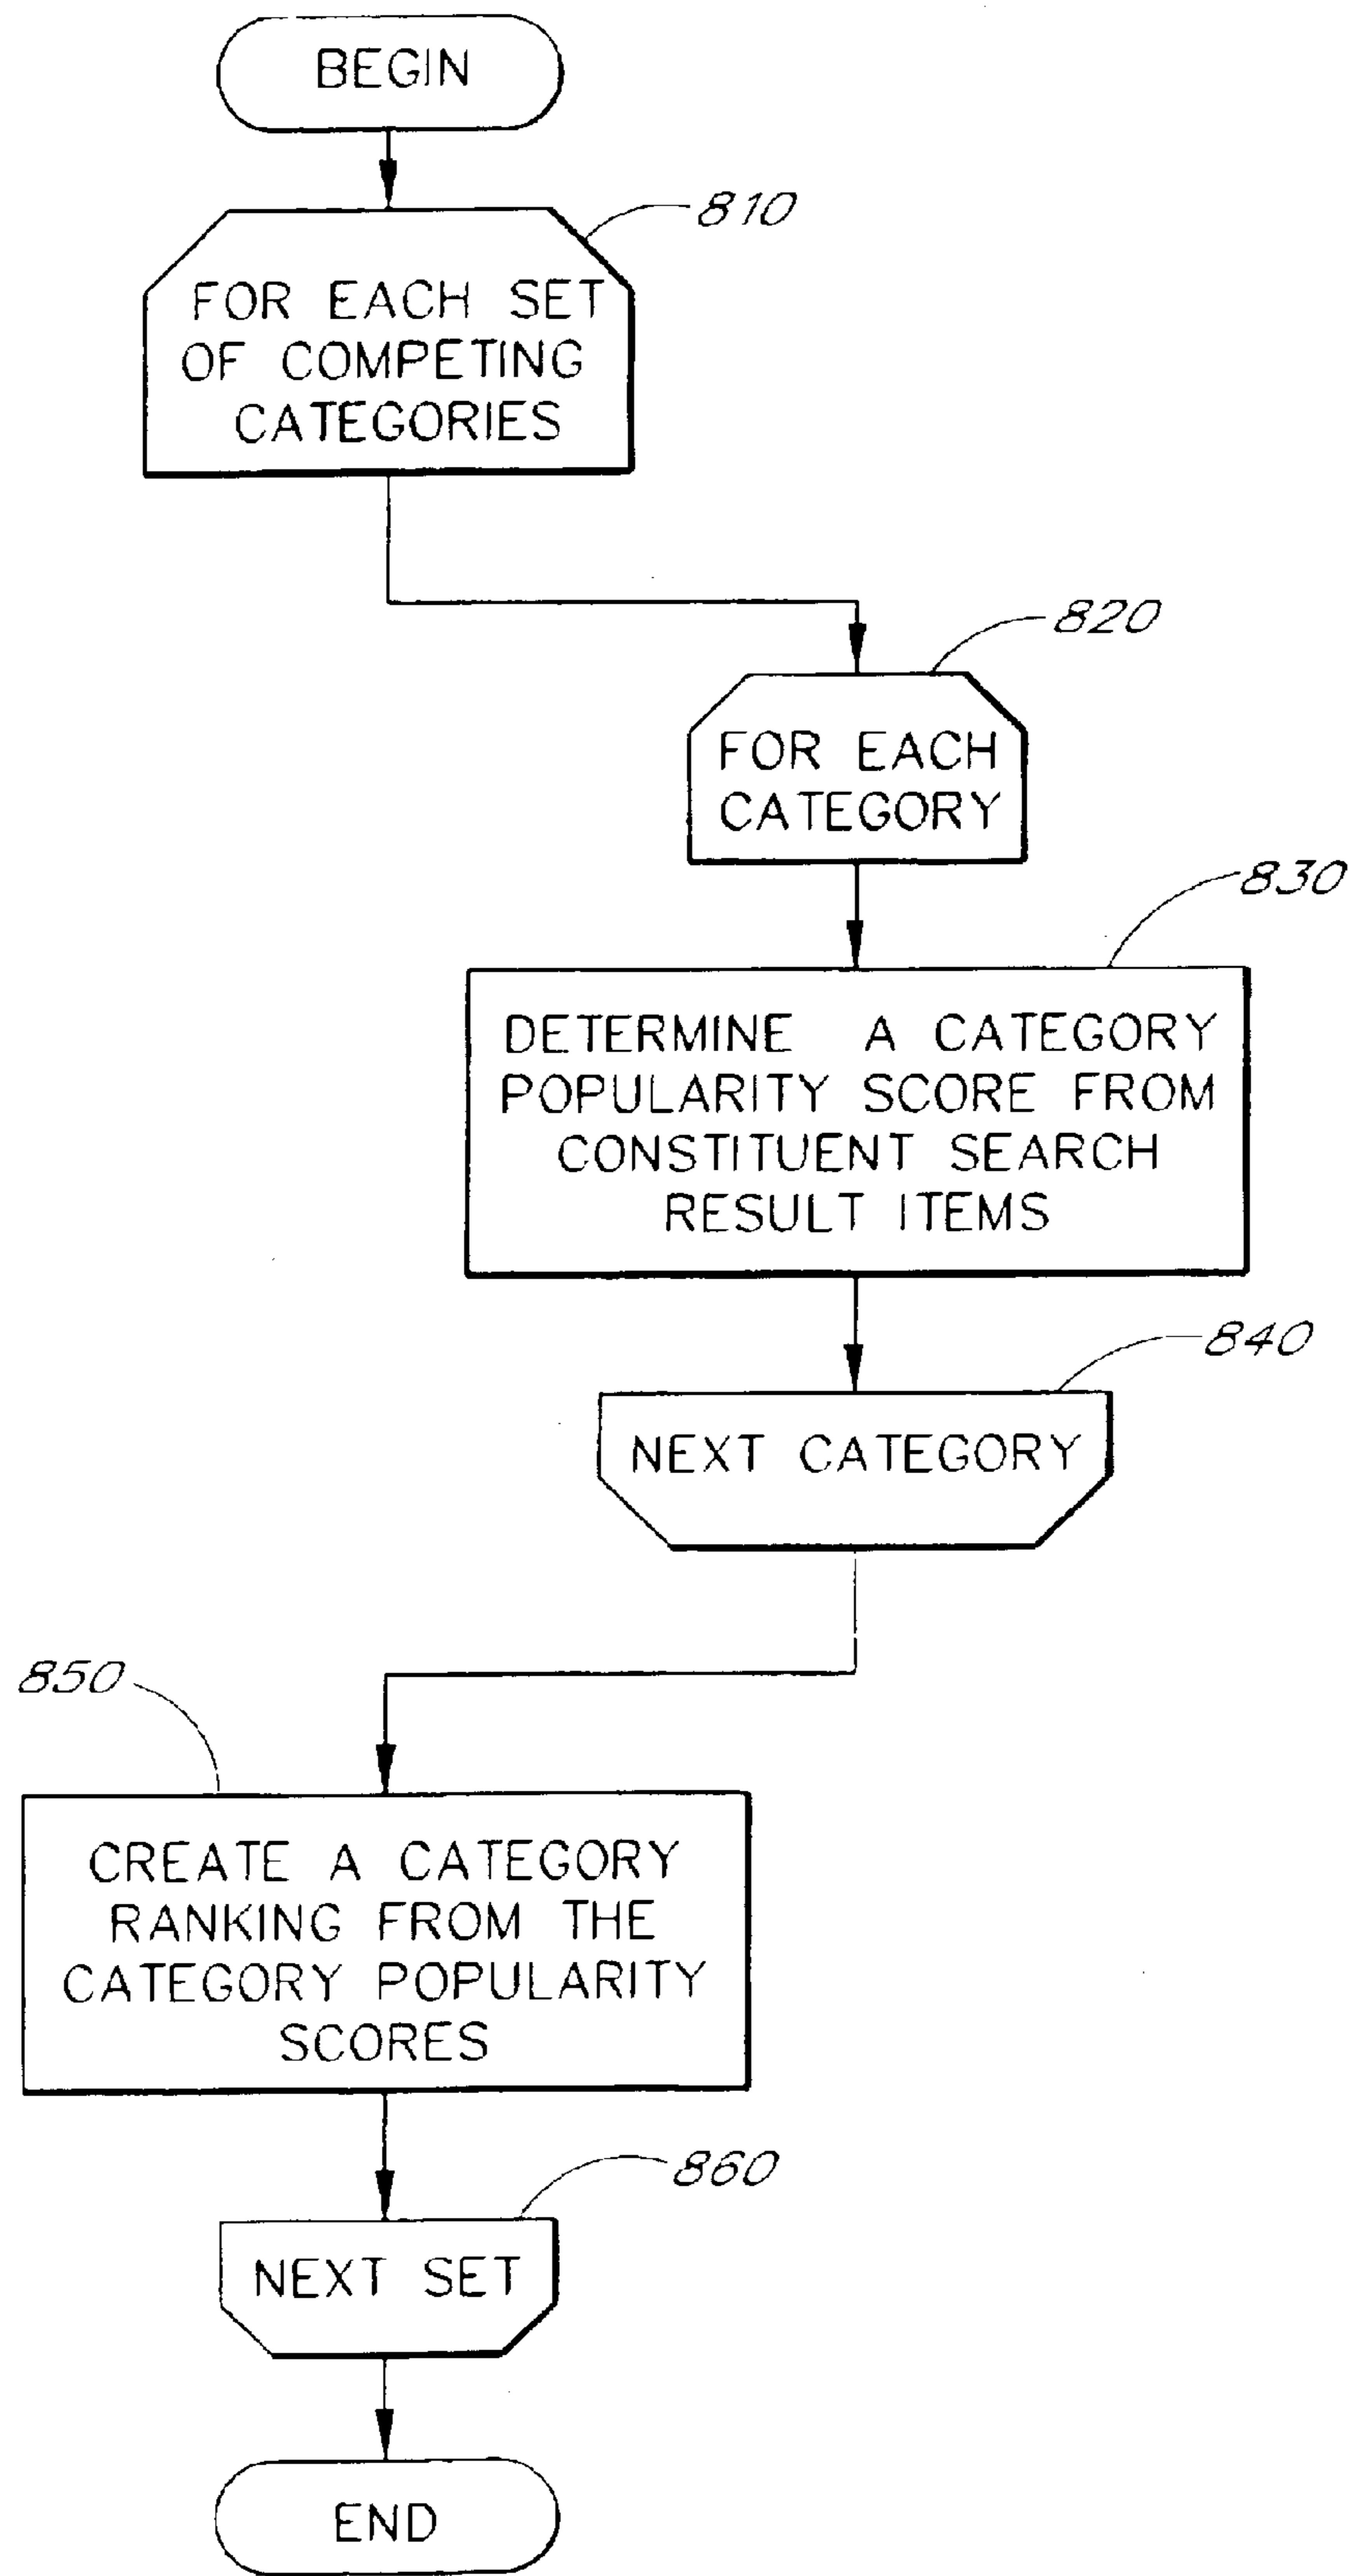 BEGIN
810
FOR EACH SET
OF COMPETING
CATEGORIES
820
FOR EACH
CATEGORY
830
DETERMINE A CATEGORY
POPULARITY SCORE FROM
CONSTITUENT SEARCH
RESULT ITEMS
840
NEXT CATEGORY
850
CREATE A CATEGORY
RANKING FROM THE
CATEGORY POPULARITY
SCORES
860
NEXT SET
END